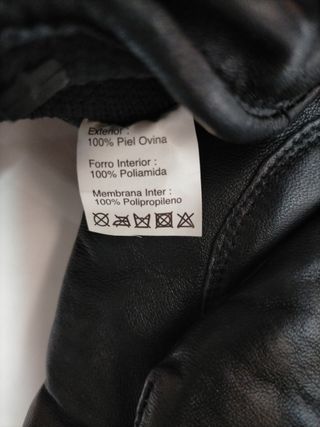 Exterior :
100% Piel Ovina
Forro Interior :
100% Poliamida
Membrana Inter :
100% Polipropileno